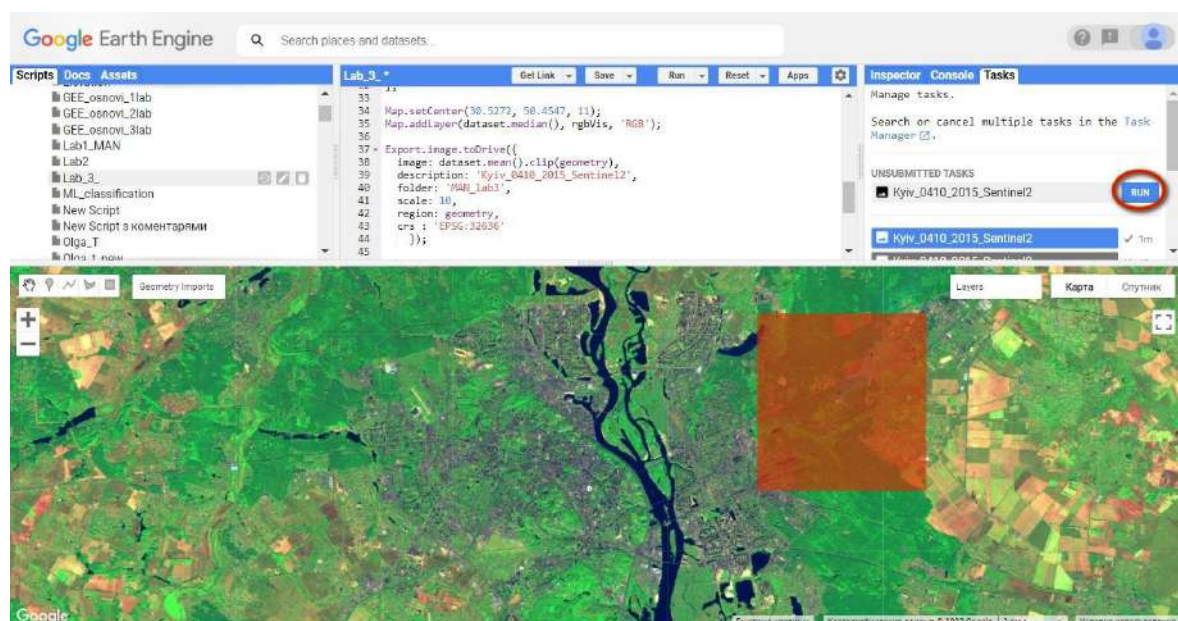 Google Earth Engine
Search places and datasets...
Scripts Docs Assets
GEE_osnovi_1lab
GEE_osnovi_2lab
GEE_osnovi_3lab
Lab1_MAN
Lab2
Lab_3_
ML_classification
New Script
New Script з коментарями
Olga_T
Lab_3_ *
Get Link
Save
Run
Reset
Apps
33
34 Map.setCenter(30.5272, 50.4547, 11);
35 Map.addLayer(dataset.median(), rgbVis, 'RGB');
36
37 Export.image.toDrive({
38 image: dataset.mean().clip(geometry),
39 description: 'Kyiv_0410_2015_Sentinel2',
40 folder: 'MAN_lab3',
41 scale: 10,
42 region: geometry,
43 crs : 'EPSG:32636'
44 });
45
Inspector Console Tasks
Manage tasks.
Search or cancel multiple tasks in the Task
Manager
UNSUBMITTED TASKS
Kyiv_0410_2015_Sentinel2
RUN
Kyiv_0410_2015_Sentinel2
1m
Geometry Imports
Layers
Карта
Спутник
Google